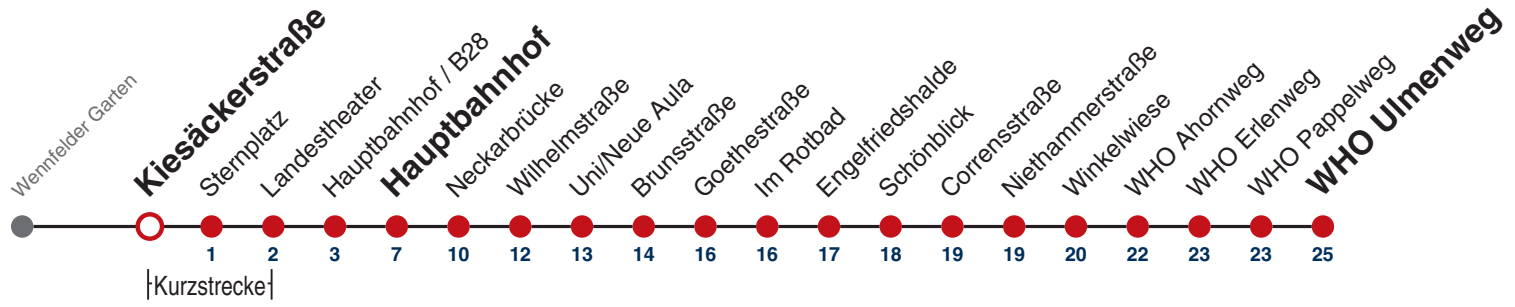 Wennfelder Garten
Kiesäckerstraße
Sternplatz
Landestheater
Hauptbahnhof / B28
Hauptbahnhof
Neckarbrücke
Wilhelmstraße
Uni/Neue Aula
Brunsstraße
Goethestraße
Im Rotbad
Engelfriedshalde
Schönblick
Corrensstraße
Niethammerstraße
Winkelwiese
WHO Ahornweg
WHO Erlenweg
WHO Pappelweg
WHO Ulmenweg
1 2 3 7 10 12 13 14 16 16 17 18 19 19 20 22 23 23 25
Kurzstrecke